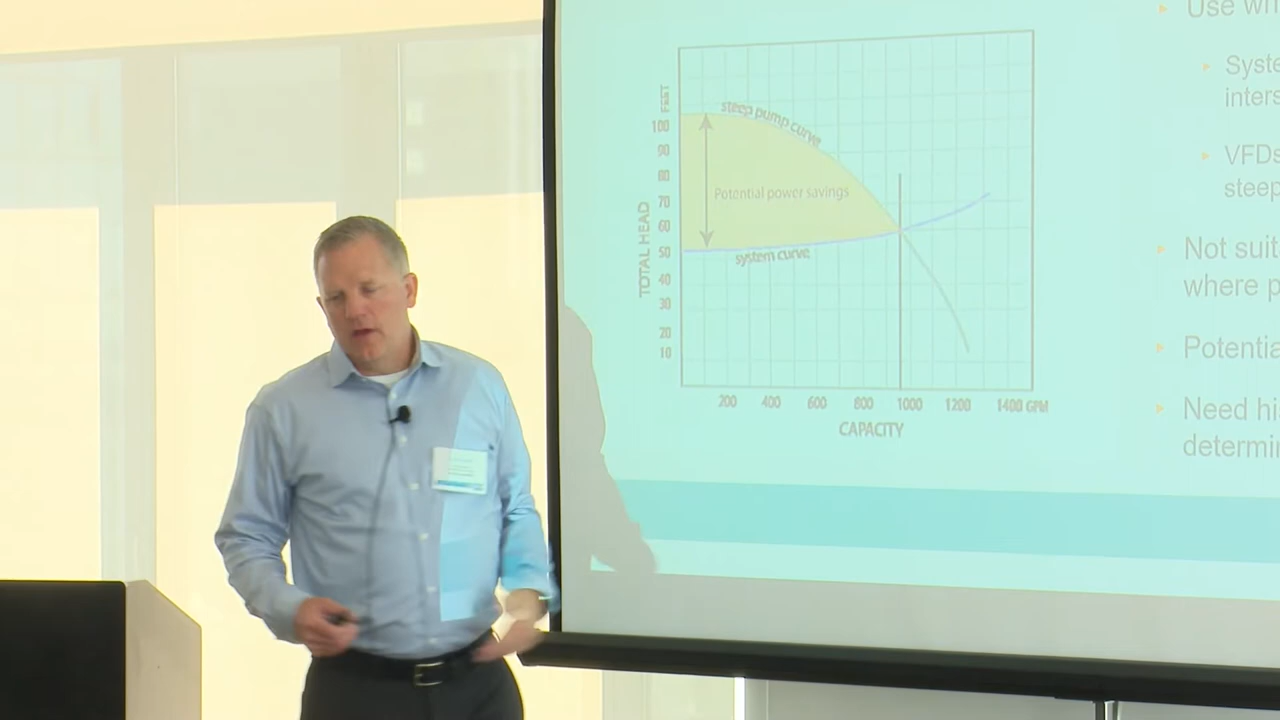 steep pump curve
FEET
100
90
80
70
60
50
40
30
20
10
TOTAL HEAD
Potential power savings
system curve
200 400 600 800 1000 1200 1400 GPM
CAPACITY
Use
Syste
inters
VFDs
steep
Not suit
where p
Potentia
Need hi
determin